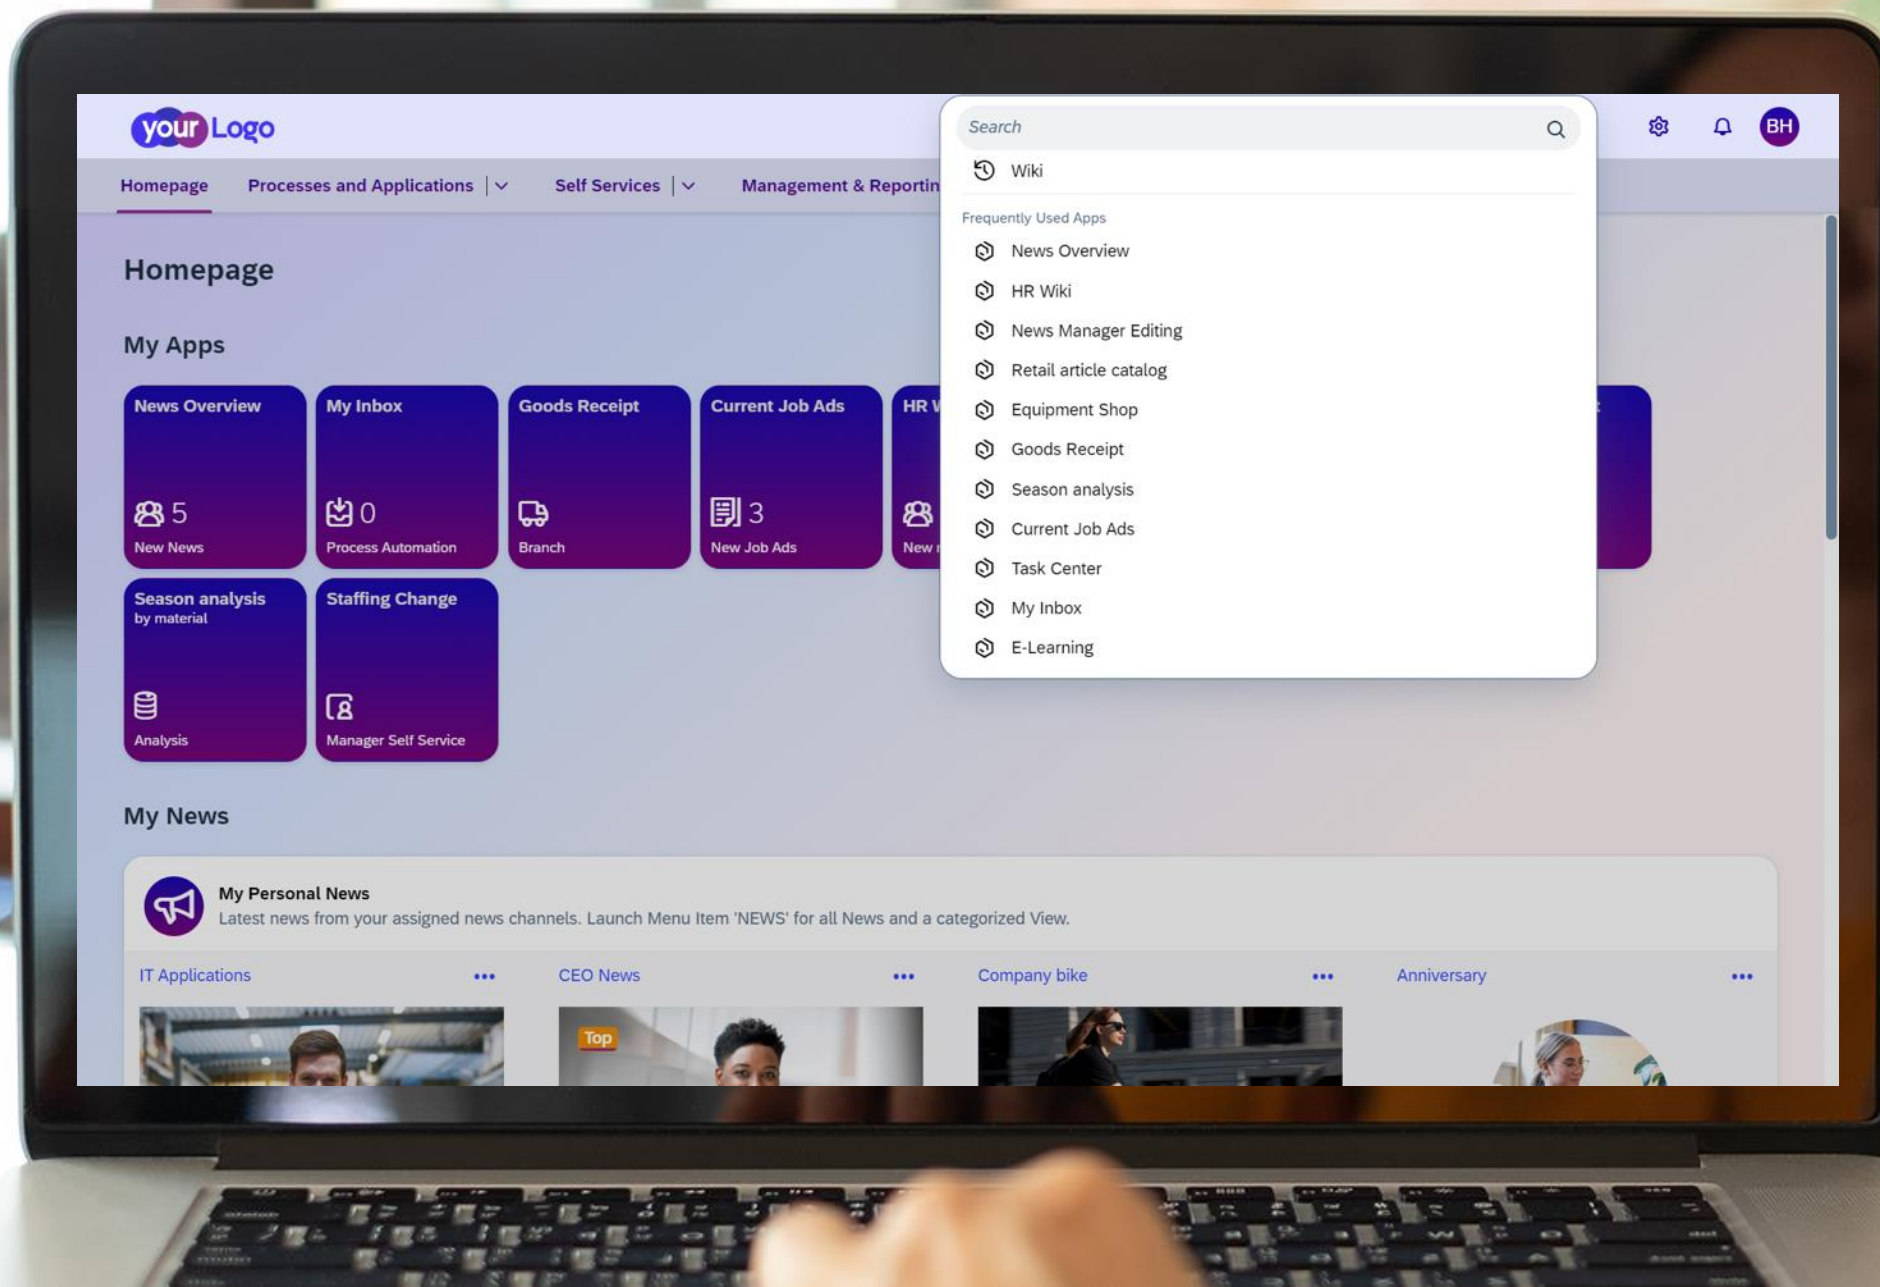 your Logo
Search
BH
Wiki
Homepage
Processes and Applications
Self Services
Management &
Frequently Used Apps
News Overview
HR Wiki
News Manager Editing
Retail article catalog
Equipment Shop
Goods Receipt
Season analysis
Current Job Ads
Task Center
My Inbox
E-Learning
Homepage
My Apps
News Overview
5
New News
My Inbox
0
Process Automation
Goods Receipt
Branch
Current Job Ads
3
New Job Ads
HR
New
Season analysis
by material
Analysis
Staffing Change
Manager Self Service
My News
My Personal News
Latest news from your assigned news channels. Launch Menu Item 'NEWS' for all News and a categorized View.
IT Applications
CEO News
Top
Company bike
Anniversary